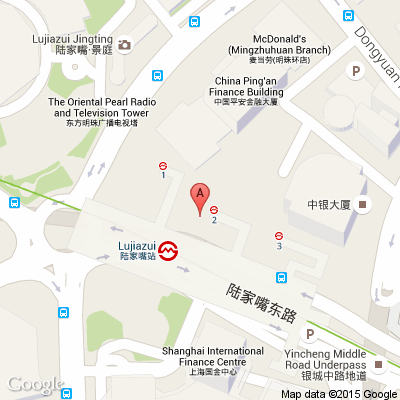 Lujiazui Jingting
陆家嘴·景庭
McDonald's
(Mingzhuhuan Branch)
麦当劳(明珠环店)
Dongyuan
P
China Ping'an
Finance Building
中国平安金融大厦
The Oriental Pearl Radio
and Television Tower
东方明珠广播电视塔
1
A
2
中银大厦
3
Lujiazui
陆家嘴站
陆家嘴东路
P
Shanghai International
Finance Centre
上海国金中心
Yincheng Middle
Road Underpass
银城中路地道
Google
Map data ©2015 Google